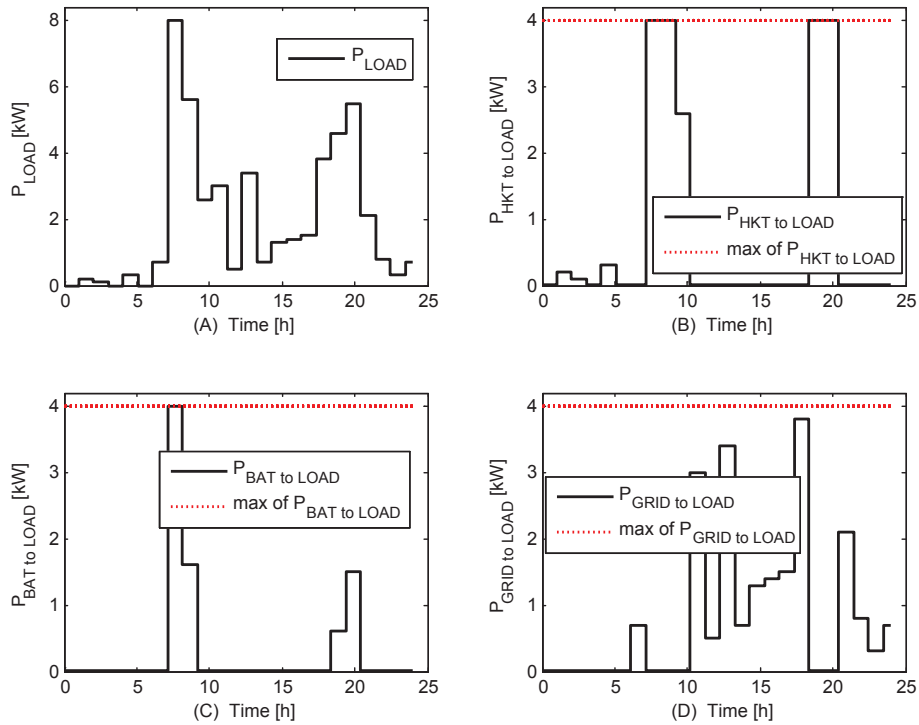 8
6
4
2
0
P_LOAD [kW]
P_LOAD
0 5 10 15 20 25
(A) Time [h]
4
3
2
1
0
P_HKT to LOAD [kW]
P_HKT to LOAD
max of P_HKT to LOAD
0 5 10 15 20 25
(B) Time [h]
4
3
2
1
0
P_BAT to LOAD [kW]
P_BAT to LOAD
max of P_BAT to LOAD
0 5 10 15 20 25
(C) Time [h]
4
3
2
1
0
P_GRID to LOAD [kW]
P_GRID to LOAD
max of P_GRID to LOAD
0 5 10 15 20 25
(D) Time [h]